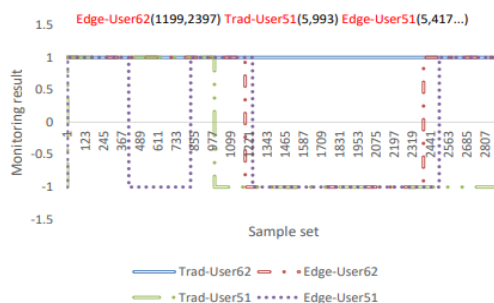 Edge-User62(1199,2397) Trad-User51(5,993) Edge-User51(5,417...)
1.5
1
0.5
0
-0.5
-1
-1.5
Monitoring result
1 123 245 367 489 611 733 855 977 1099 1221 1343 1465 1587 1709 1831 1953 2075 2197 2319 2441 2563 2685 2807
Sample set
Trad-User62 Edge-User62
Trad-User51 Edge-User51